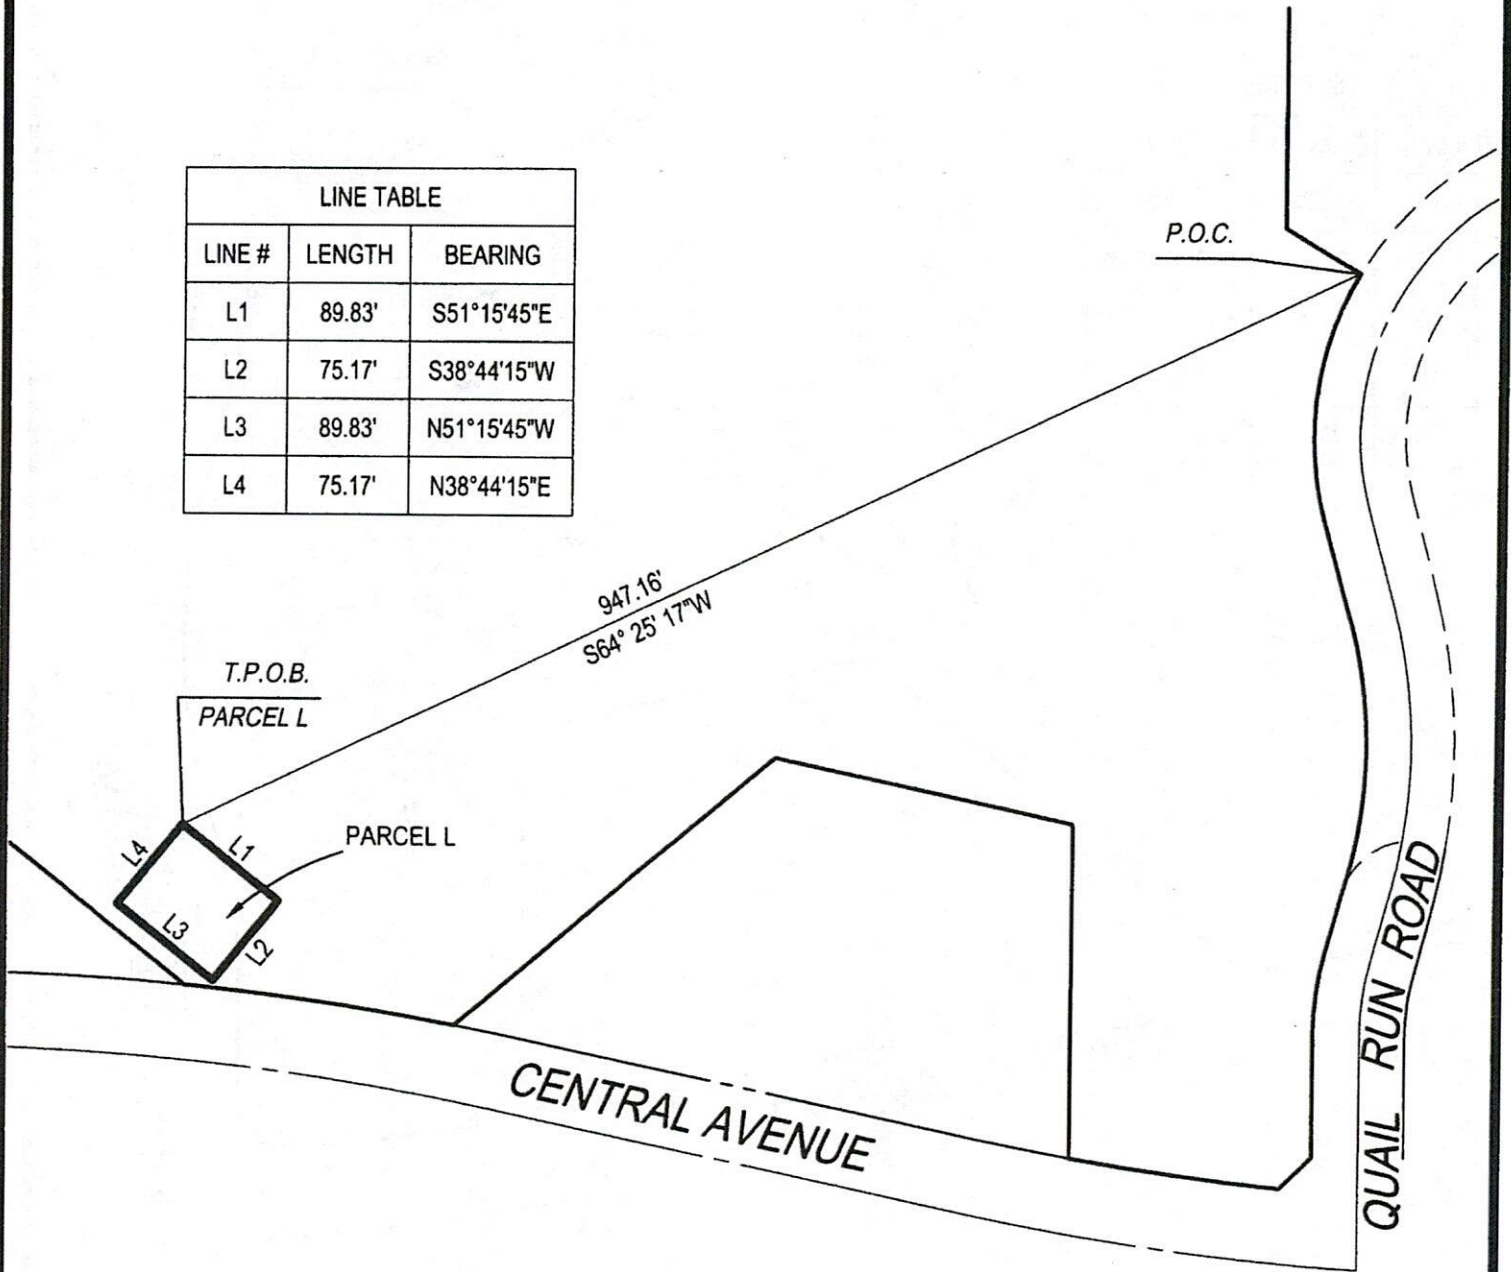 LINE TABLE
LINE # LENGTH BEARING
L1 89.83' S51°15'45"E
L2 75.17' S38°44'15"W
L3 89.83' N51°15'45"W
L4 75.17' N38°44'15"E
P.O.C.
947.16'
S64° 25' 17"W
T.P.O.B.
PARCEL L
PARCEL L
L4
L1
L3
L2
CENTRAL AVENUE
QUAIL RUN ROAD